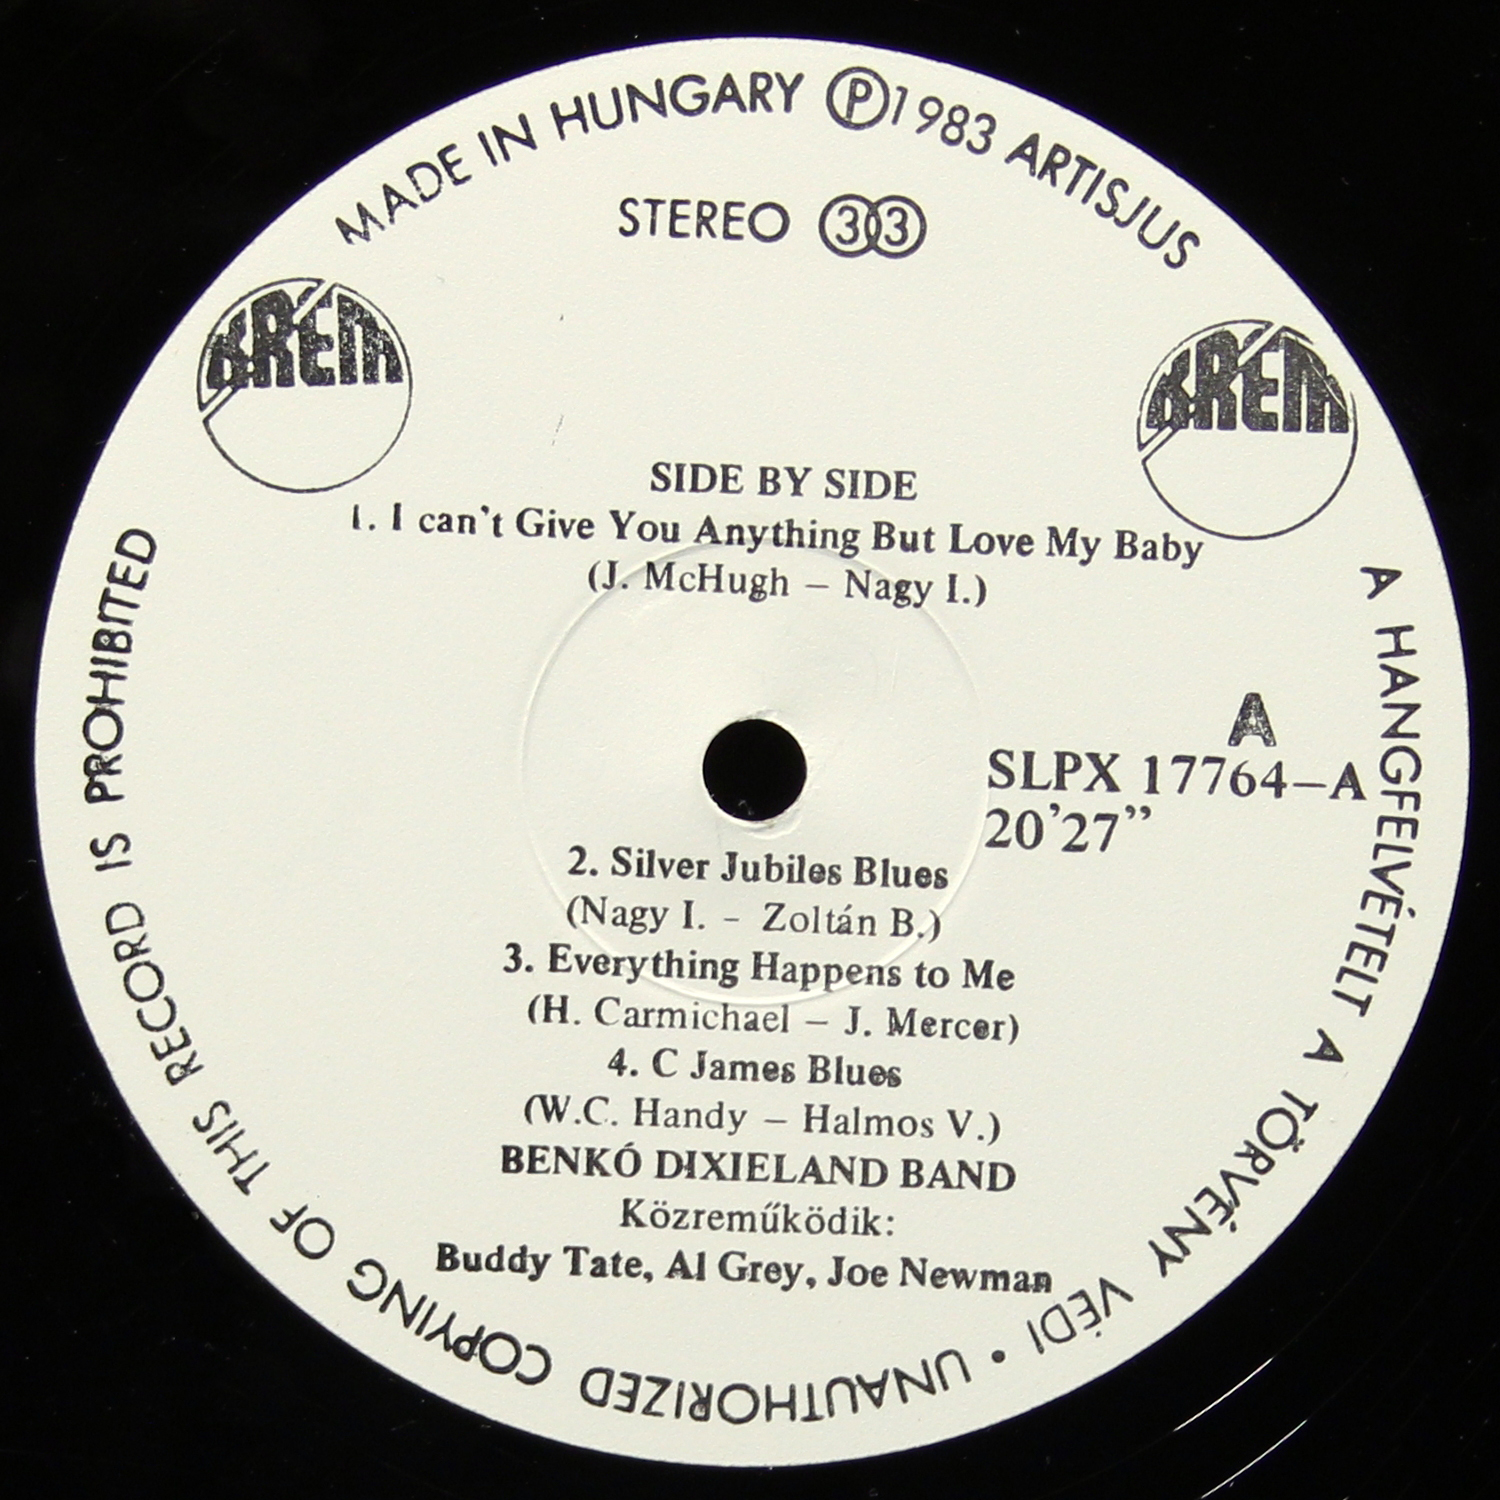 MADE IN HUNGARY Ⓟ1983 ARTISJUS
STEREO 33
KRÉM
KRÉM
SIDE BY SIDE
1. I can't Give You Anything But Love My Baby
(J. McHugh – Nagy I.)
A
SLPX 17764–A
20'27”
2. Silver Jubiles Blues
(Nagy I. – Zoltán B.)
3. Everything Happens to Me
(H. Carmichael – J. Mercer)
4. C James Blues
(W.C. Handy – Halmos V.)
BENKÓ DIXIELAND BAND
Közreműködik:
Buddy Tate, Al Grey, Joe Newman
A HANGFELVÉTELT A TÖRVÉNY VÉDI • UNAUTHORIZED COPYING OF THIS RECORD IS PROHIBITED